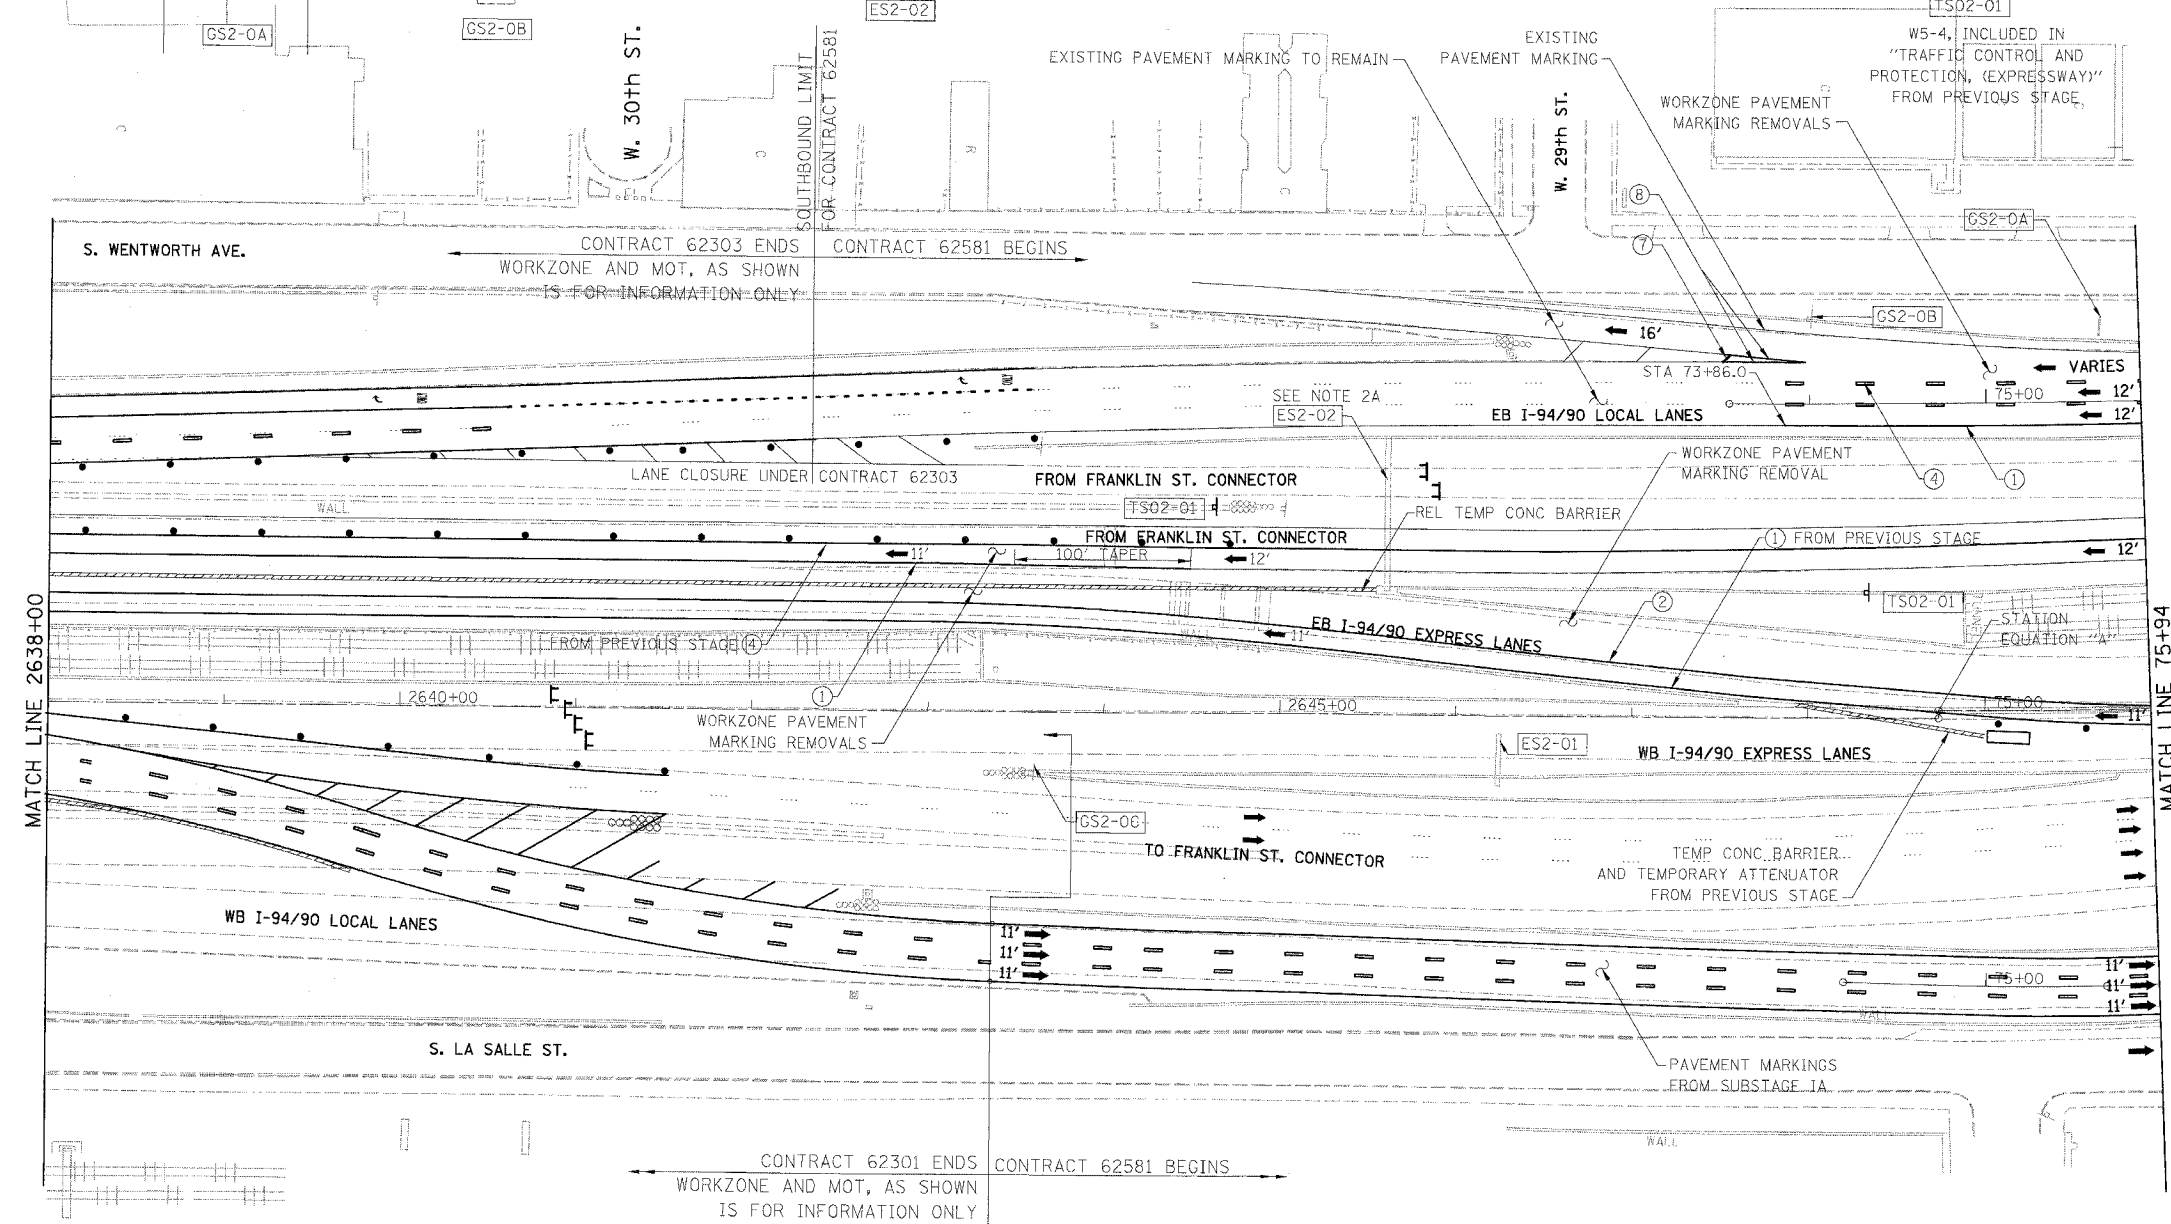 GS2-0A
GS2-0B
ES2-02
TS02-01
W. 30th ST.
SOUTHBOUND LIMIT
FOR CONTRACT 62581
EXISTING PAVEMENT MARKING TO REMAIN
EXISTING
PAVEMENT MARKING
W. 29th ST.
WORKZONE PAVEMENT
MARKING REMOVALS
W5-4, INCLUDED IN
"TRAFFIC CONTROL AND
PROTECTION, (EXPRESSWAY)"
FROM PREVIOUS STAGE
C
C
R
C
C
C
8
7
GS2-0A
GS2-0B
S. WENTWORTH AVE.
CONTRACT 62303 ENDS
CONTRACT 62581 BEGINS
WORKZONE AND MOT, AS SHOWN
IS FOR INFORMATION ONLY
16'
VARIES
STA 73+86.0
12'
75+00
12'
SEE NOTE 2A
ES2-02
EB I-94/90 LOCAL LANES
LANE CLOSURE UNDER CONTRACT 62303
FROM FRANKLIN ST. CONNECTOR
WORKZONE PAVEMENT
MARKING REMOVAL
4
1
WALL
TS02-01
REL TEMP CONC BARRIER
FROM FRANKLIN ST. CONNECTOR
1 FROM PREVIOUS STAGE
11'
100' TAPER
12'
12'
MATCH LINE 2638+00
MATCH LINE 75+94
2
TS02-01
STATION
EQUATION "A"
EB I-94/90 EXPRESS LANES
WALL
11'
FROM PREVIOUS STAGE 4
2640+00
1
2645+00
75+00
11'
WORKZONE PAVEMENT
MARKING REMOVALS
ES2-01
WB I-94/90 EXPRESS LANES
GS2-0C
TO FRANKLIN ST. CONNECTOR
TEMP CONC BARRIER
AND TEMPORARY ATTENUATOR
FROM PREVIOUS STAGE
WB I-94/90 LOCAL LANES
11'
11'
11'
11'
75+00
11'
11'
WALL
S. LA SALLE ST.
PAVEMENT MARKINGS
FROM SUBSTAGE 1A
WALL
CONTRACT 62301 ENDS
CONTRACT 62581 BEGINS
WORKZONE AND MOT, AS SHOWN
IS FOR INFORMATION ONLY